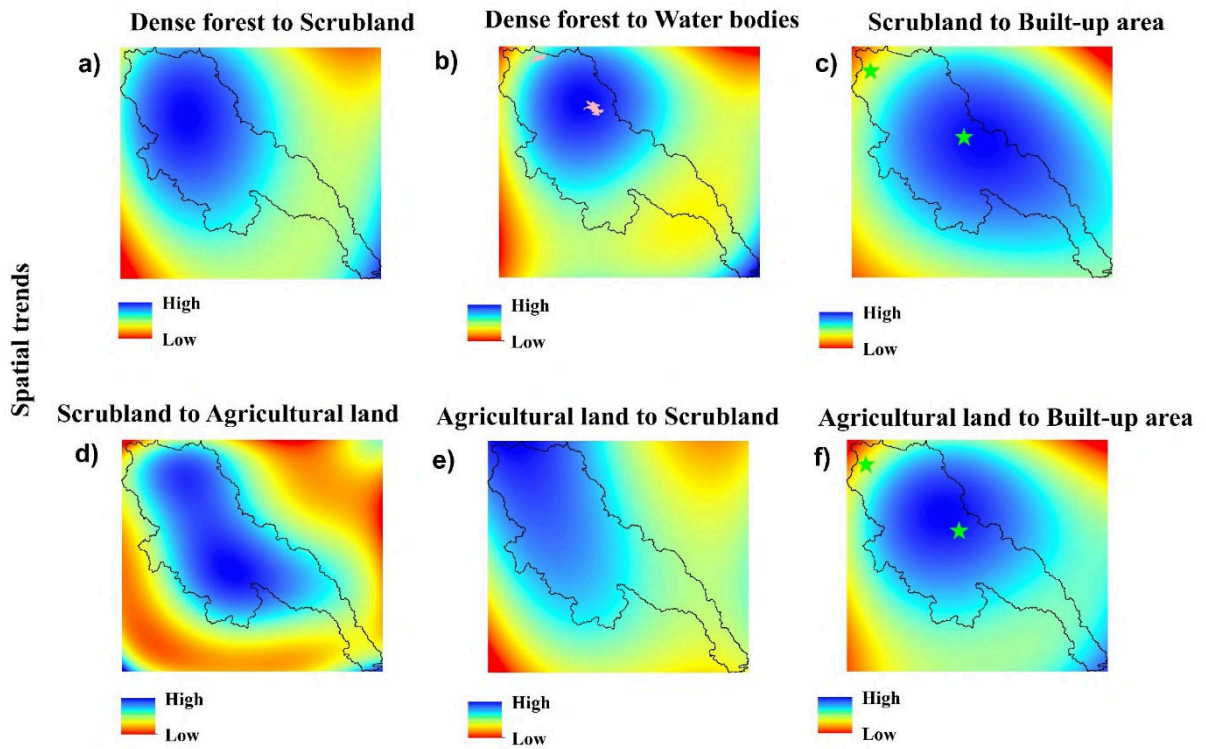 Dense forest to Scrubland
Dense forest to Water bodies
Scrubland to Built-up area
a)
b)
c)
High
Low
High
Low
High
Low
Spatial trends
Scrubland to Agricultural land
Agricultural land to Scrubland
Agricultural land to Built-up area
d)
e)
f)
High
Low
High
Low
High
Low